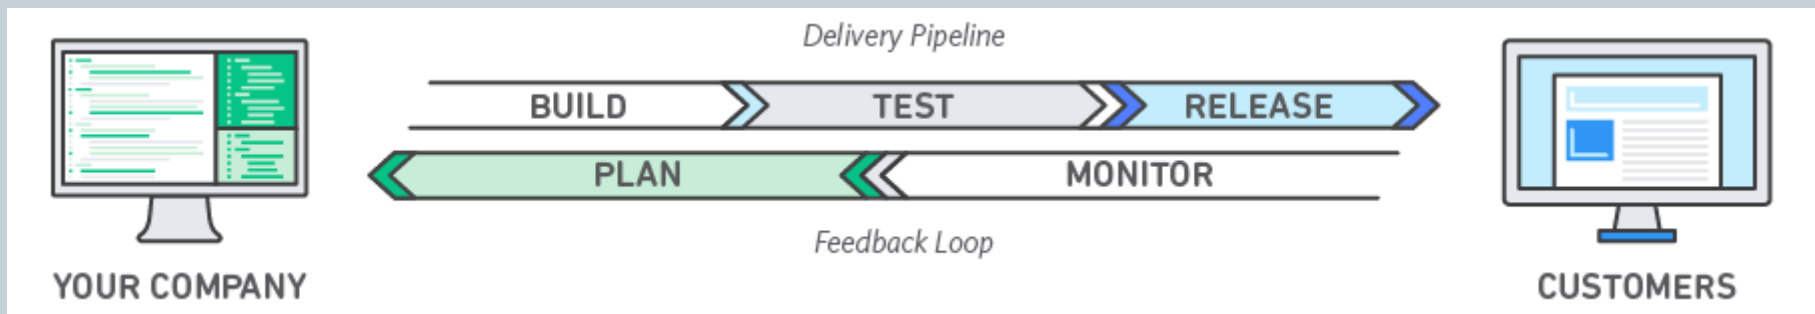 Delivery Pipeline
BUILD TEST RELEASE
PLAN MONITOR
Feedback Loop
YOUR COMPANY
CUSTOMERS